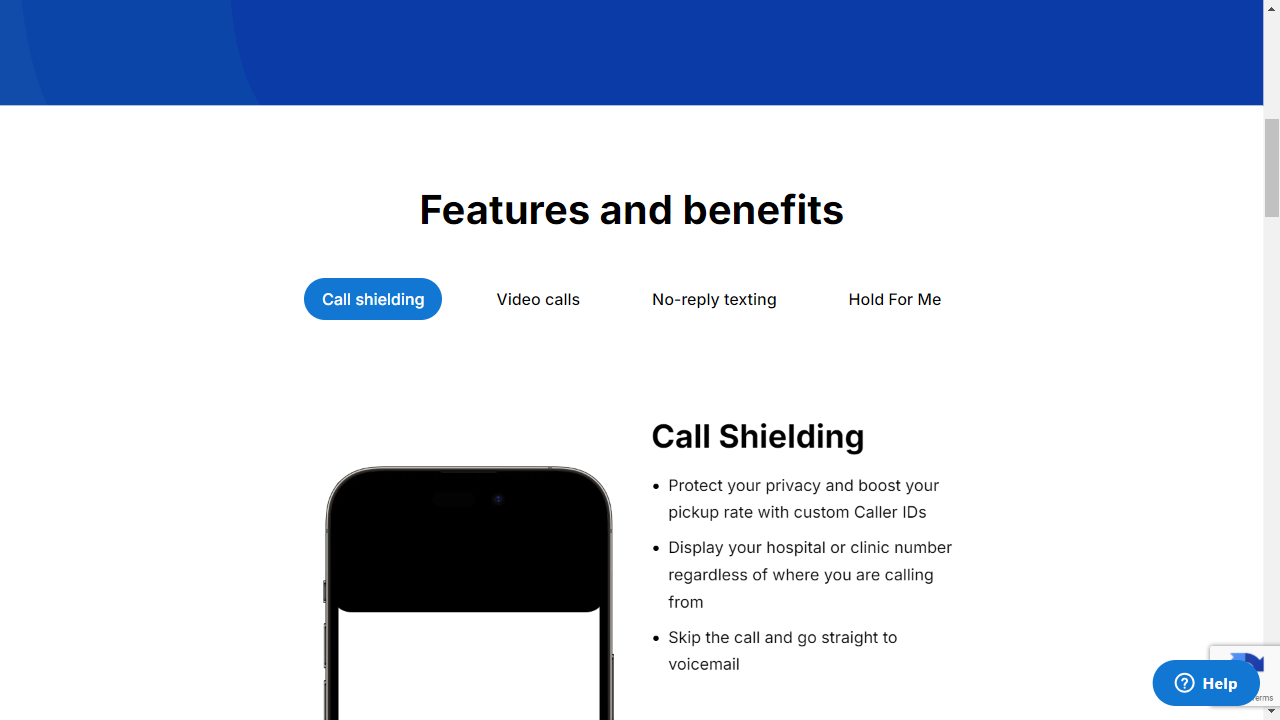 Features and benefits
Call shielding
Video calls
No-reply texting
Hold For Me
Call Shielding
Protect your privacy and boost your
pickup rate with custom Caller IDs
Display your hospital or clinic number
regardless of where you are calling
from
Skip the call and go straight to
voicemail
Help